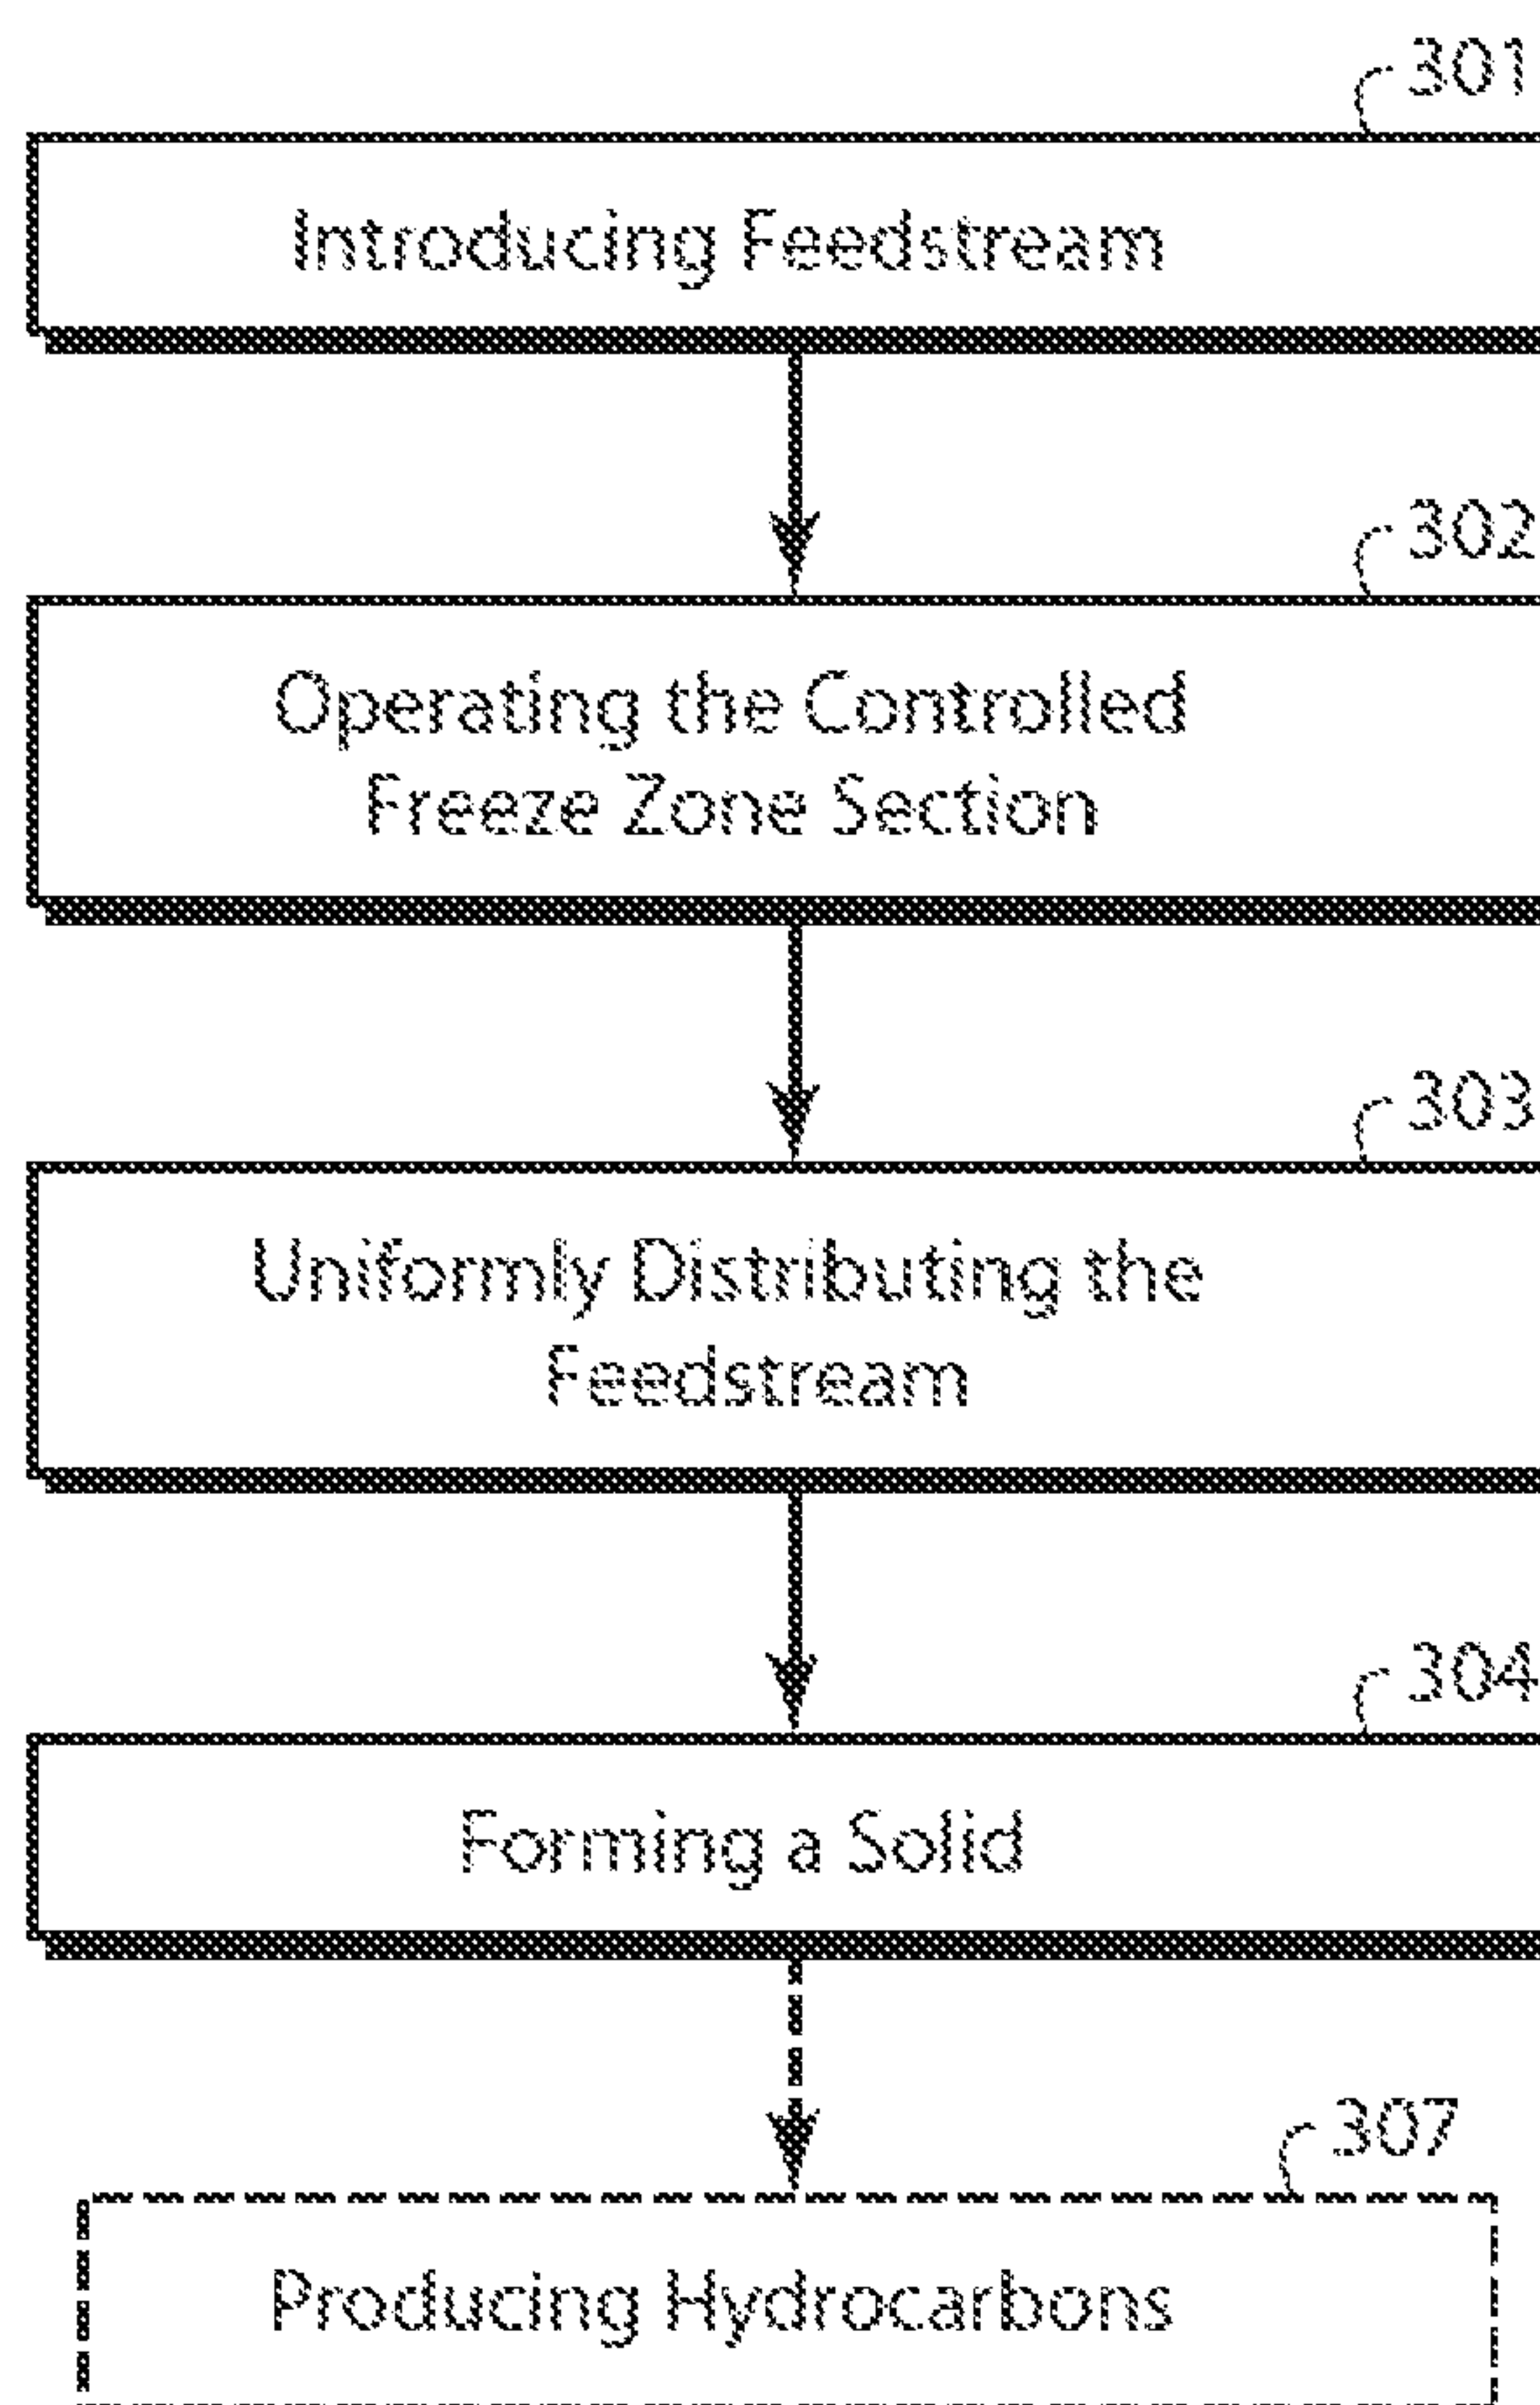 301
Introducing Feedstream
302
Operating the Controlled
Freeze Zone Section
303
Uniformly Distributing the
Feedstream
304
Forming a Solid
307
Producing Hydrocarbons